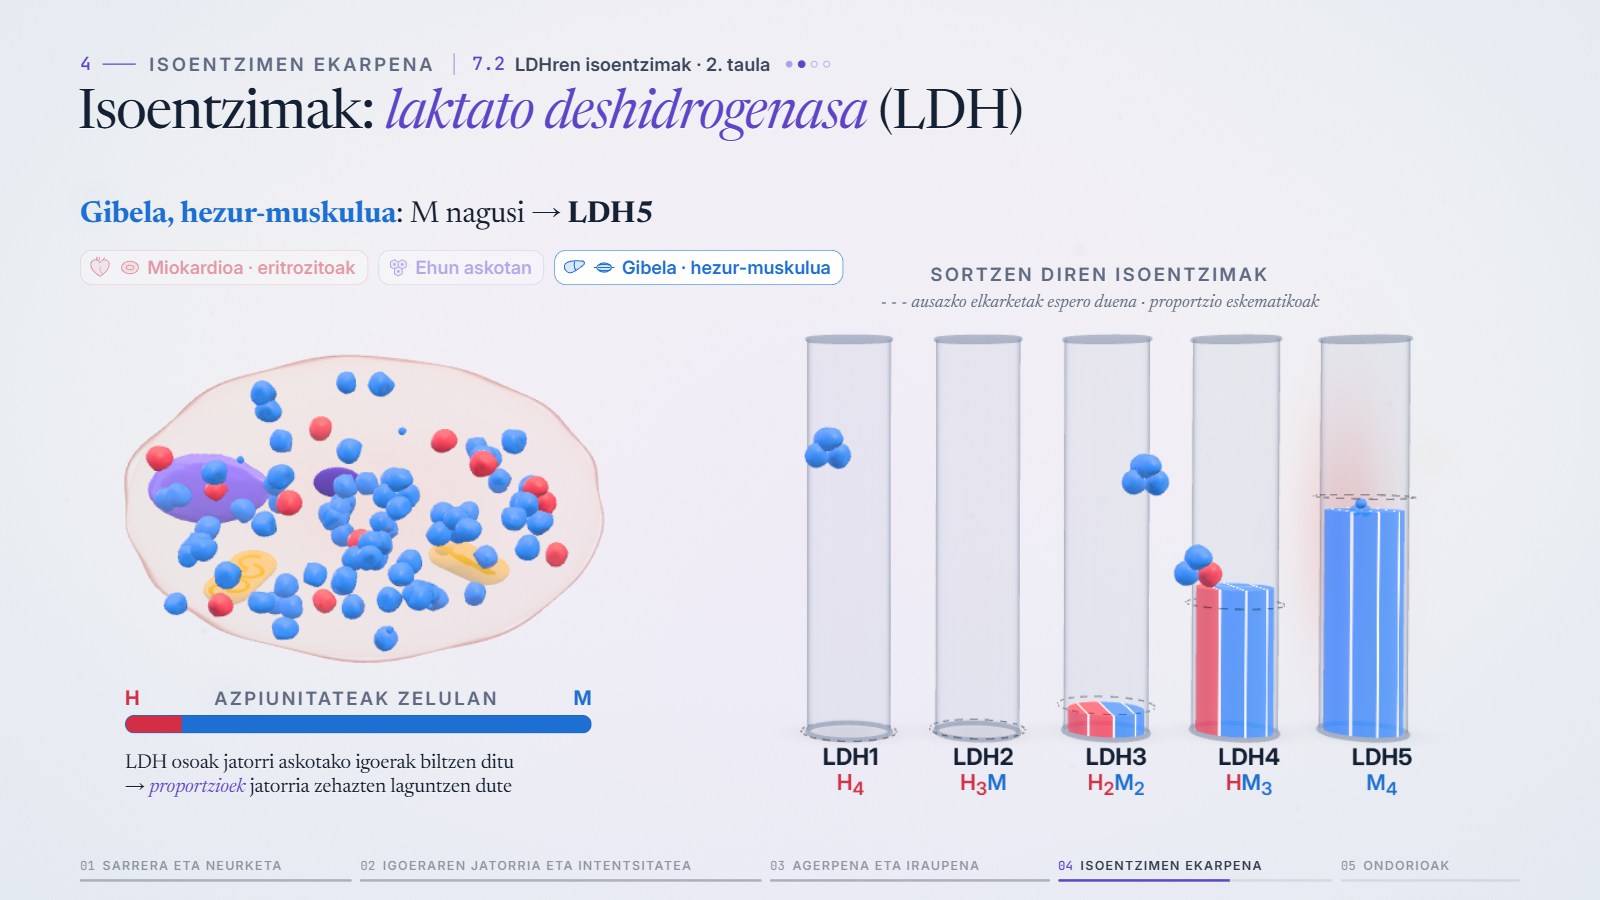 4 ISOENTZIMEN EKARPENA 7.2 LDHren isoentzimak · 2. taula
Isoentzimak: laktato deshidrogenasa (LDH)
Gibela, hezur-muskulua: M nagusi → LDH5
Miokardioa · eritrozitoak Ehun askotan Gibela · hezur-muskulua
SORTZEN DIREN ISOENTZIMAK
- - - ausazko elkarketak espero duena · proportzio eskematikoak
H AZPIUNITATEAK ZELULAN M
LDH osoak jatorri askotako igoerak biltzen ditu
→ proportzioek jatorria zehazten laguntzen dute
LDH1 LDH2 LDH3 LDH4 LDH5
H4 H3M H2M2 HM3 M4
01 SARRERA ETA NEURKETA 02 IGOERAREN JATORRIA ETA INTENTSITATEA 03 AGERPENA ETA IRAUPENA 04 ISOENTZIMEN EKARPENA 05 ONDORIOAK